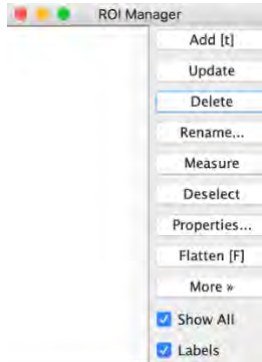 ROI Manager
Add [t]
Update
Delete
Rename...
Measure
Deselect
Properties...
Flatten [F]
More »
Show All
Labels